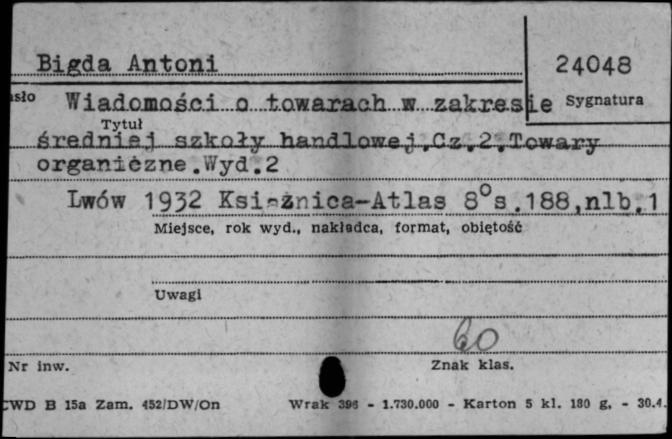 Bigda Antoni
24048
sło Wiadomości o towarach w zakresie Sygnatura
Tytuł
średniej szkoły handlowej.Cz.2.Towary
organiczne.Wyd.2
Lwów 1932 Książnica-Atlas 8° s.188,nlb.1
Miejsce, rok wyd., nakładca, format, objętość
Uwagi
60
Nr inw. Znak klas.
CWD B 15a Zam. 452/DW/On Wrak 396 - 1.730.000 - Karton 5 kl. 180 g, - 30.4.